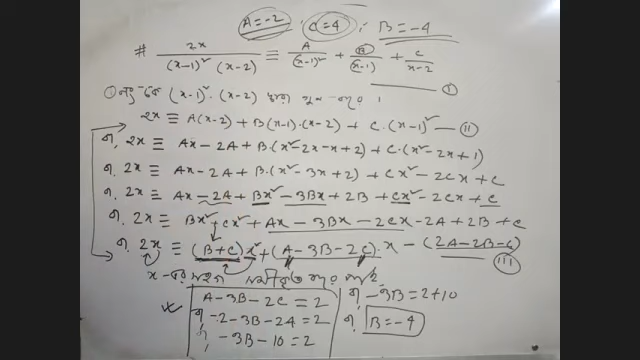 A = -2 C = 4 ∴ B = -4
# 2x / (x-1)² (x-2) ≡ A / (x-1)² + B / (x-1) + C / x-2 — (I)
(x-1)². (x-2) দ্বারা গুন করে ।
2x ≡ A(x-2) + B(x-1).(x-2) + C.(x-1)² — (II)
বা, 2x ≡ Ax - 2A + B.(x² - 2x - x + 2) + C.(x² - 2x + 1)
বা, 2x ≡ Ax - 2A + B.(x² - 3x + 2) + Cx² - 2Cx + C
বা, 2x ≡ Ax - 2A + Bx² - 3Bx + 2B + Cx² - 2Cx + C
বা, 2x ≡ Bx² + Cx² + Ax - 3Bx - 2Cx - 2A + 2B + C
বা, 2x ≡ (B+C)x² + (A - 3B - 2C).x - (2A - 2B - C) (III)
x-এর সহগ সমীকৃত করে পাই
A - 3B - 2C = 2
বা, -2 - 3B - 2A = 2
বা, -3B - 10 = 2
বা, -3B = 2 + 10
বা, B = -4